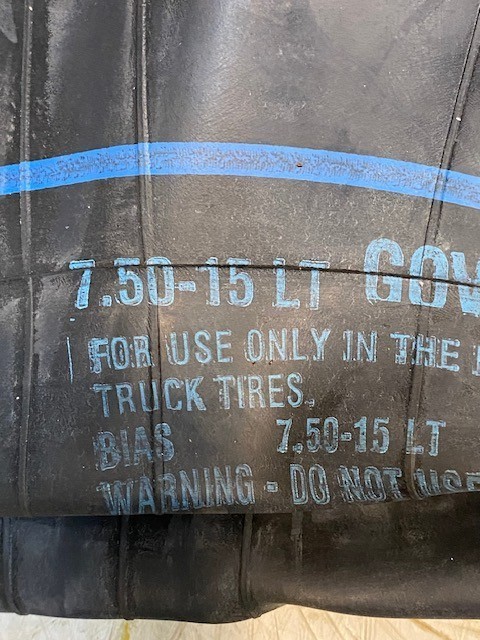 7.50-15 LT GOV
FOR USE ONLY IN THE
TRUCK TIRES.
BIAS 7.50-15 LT
WARNING - DO NOT USE